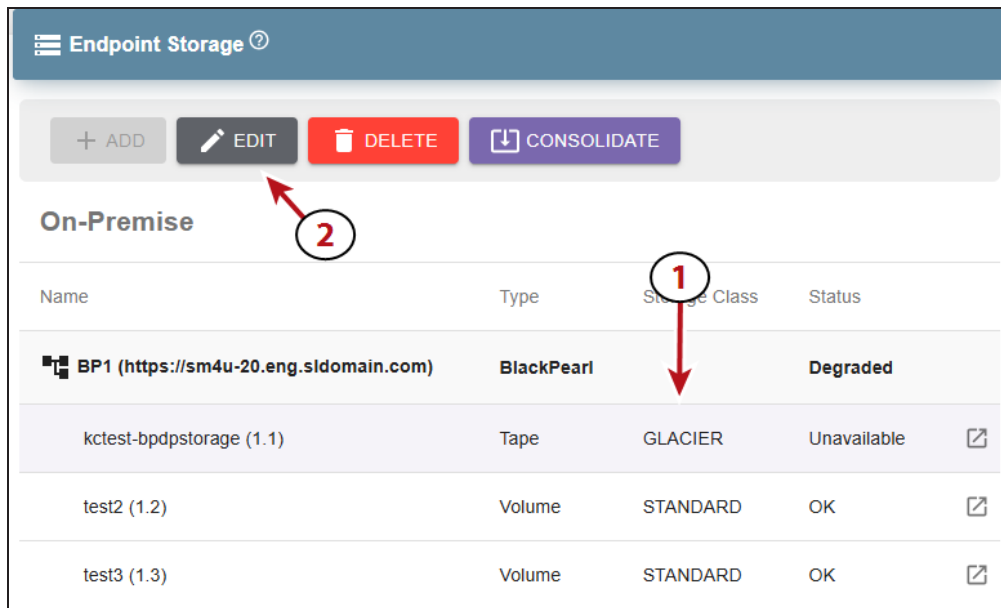 Endpoint Storage ?
+ ADD EDIT DELETE CONSOLIDATE
On-Premise
2
1
Name Type Storage Class Status
BP1 (https://sm4u-20.eng.sldomain.com) BlackPearl Degraded
kctest-bpdpstorage (1.1) Tape GLACIER Unavailable
test2 (1.2) Volume STANDARD OK
test3 (1.3) Volume STANDARD OK